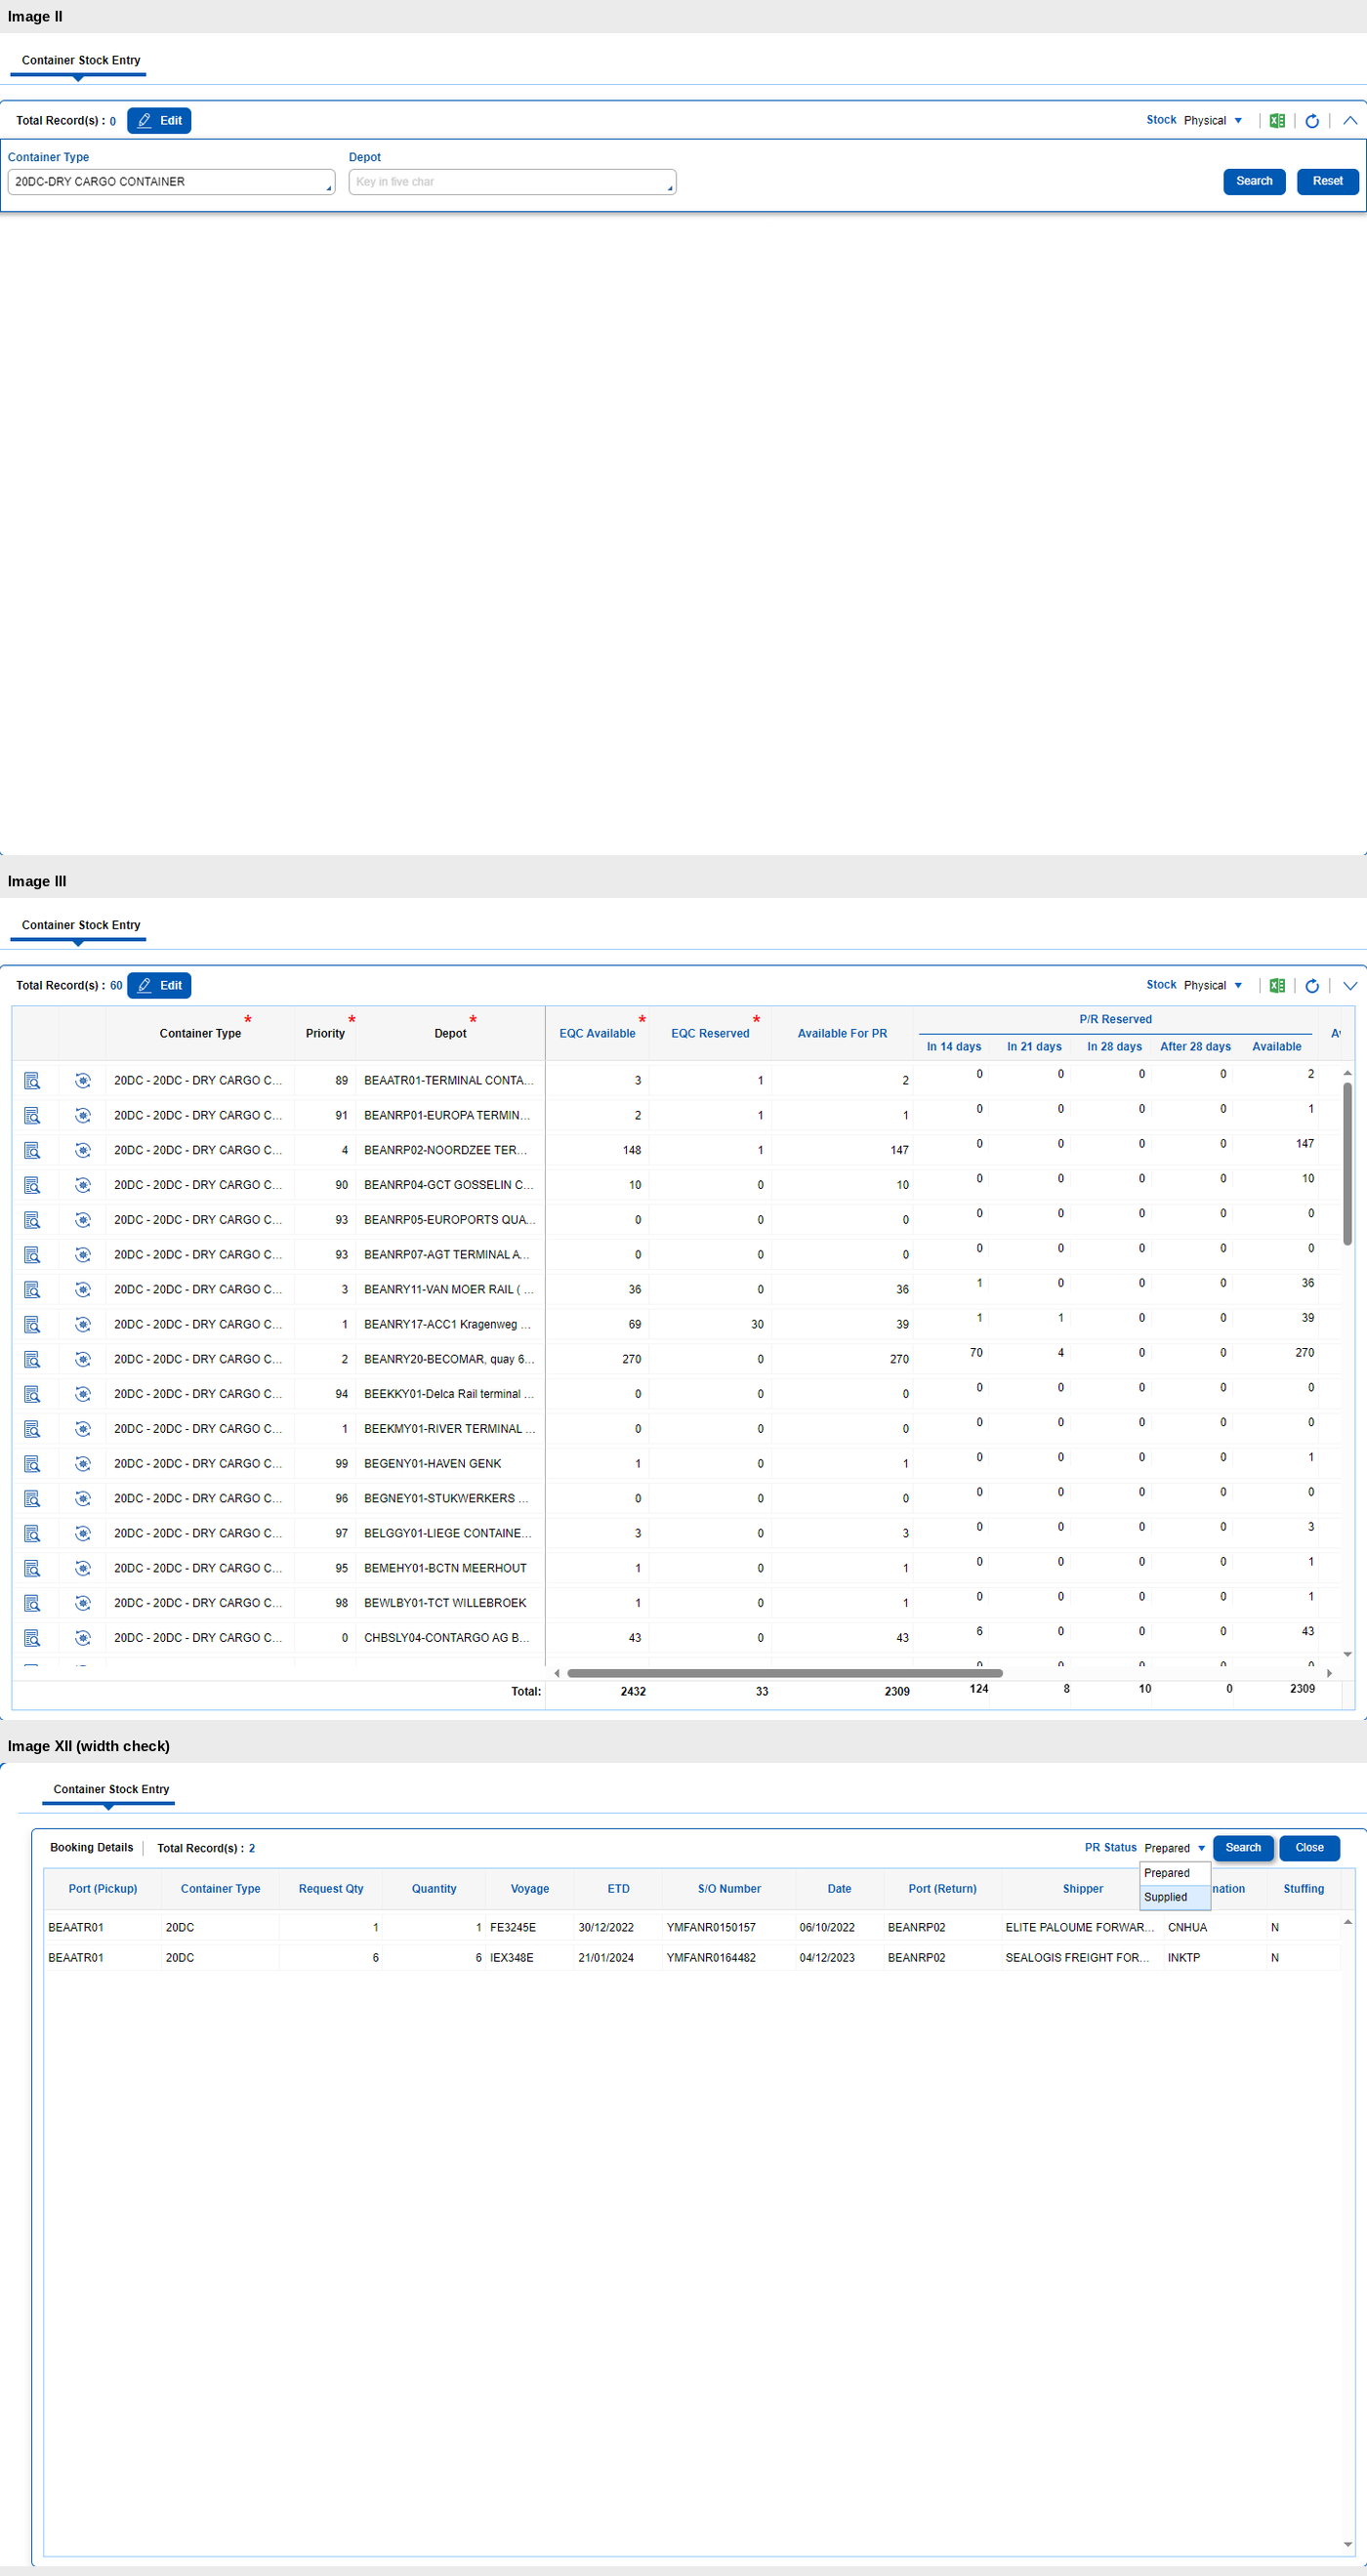 Image II
Container Stock Entry
Total Record(s) : 0 Edit Stock Physical
Container Type Depot
20DC-DRY CARGO CONTAINER Key in five char Search Reset
Image III
Container Stock Entry
Total Record(s) : 60 Edit Stock Physical
P/R Reserved
Container Type * Priority * Depot * EQC Available * EQC Reserved * Available For PR In 14 days In 21 days In 28 days After 28 days Available
20DC - 20DC - DRY CARGO C... 89 BEAATR01-TERMINAL CONTA... 3 1 2 0 0 0 0 2
20DC - 20DC - DRY CARGO C... 91 BEANRP01-EUROPA TERMIN... 2 1 1 0 0 0 0 1
20DC - 20DC - DRY CARGO C... 4 BEANRP02-NOORDZEE TER... 148 1 147 0 0 0 0 147
20DC - 20DC - DRY CARGO C... 90 BEANRP04-GCT GOSSELIN C... 10 0 10 0 0 0 0 10
20DC - 20DC - DRY CARGO C... 93 BEANRP05-EUROPORTS QUA... 0 0 0 0 0 0 0 0
20DC - 20DC - DRY CARGO C... 93 BEANRP07-AGT TERMINAL A... 0 0 0 0 0 0 0 0
20DC - 20DC - DRY CARGO C... 3 BEANRY11-VAN MOER RAIL ( ... 36 0 36 1 0 0 0 36
20DC - 20DC - DRY CARGO C... 1 BEANRY17-ACC1 Kragenweg ... 69 30 39 1 1 0 0 39
20DC - 20DC - DRY CARGO C... 2 BEANRY20-BECOMAR, quay 6... 270 0 270 70 4 0 0 270
20DC - 20DC - DRY CARGO C... 94 BEEKKY01-Delca Rail terminal ... 0 0 0 0 0 0 0 0
20DC - 20DC - DRY CARGO C... 1 BEEKMY01-RIVER TERMINAL ... 0 0 0 0 0 0 0 0
20DC - 20DC - DRY CARGO C... 99 BEGENY01-HAVEN GENK 1 0 1 0 0 0 0 1
20DC - 20DC - DRY CARGO C... 96 BEGNEY01-STUKWERKERS ... 0 0 0 0 0 0 0 0
20DC - 20DC - DRY CARGO C... 97 BELGGY01-LIEGE CONTAINE... 3 0 3 0 0 0 0 3
20DC - 20DC - DRY CARGO C... 95 BEMEHY01-BCTN MEERHOUT 1 0 1 0 0 0 0 1
20DC - 20DC - DRY CARGO C... 98 BEWLBY01-TCT WILLEBROEK 1 0 1 0 0 0 0 1
20DC - 20DC - DRY CARGO C... 0 CHBSLY04-CONTARGO AG B... 43 0 43 6 0 0 0 43
Total: 2432 33 2309 124 8 10 0 2309
Image XII (width check)
Container Stock Entry
Booking Details Total Record(s) : 2 PR Status Prepared Search Close
Prepared
Supplied
Port (Pickup) Container Type Request Qty Quantity Voyage ETD S/O Number Date Port (Return) Shipper nation Stuffing
BEAATR01 20DC 1 1 FE3245E 30/12/2022 YMFANR0150157 06/10/2022 BEANRP02 ELITE PALOUME FORWAR... CNHUA N
BEAATR01 20DC 6 6 IEX348E 21/01/2024 YMFANR0164482 04/12/2023 BEANRP02 SEALOGIS FREIGHT FOR... INKTP N